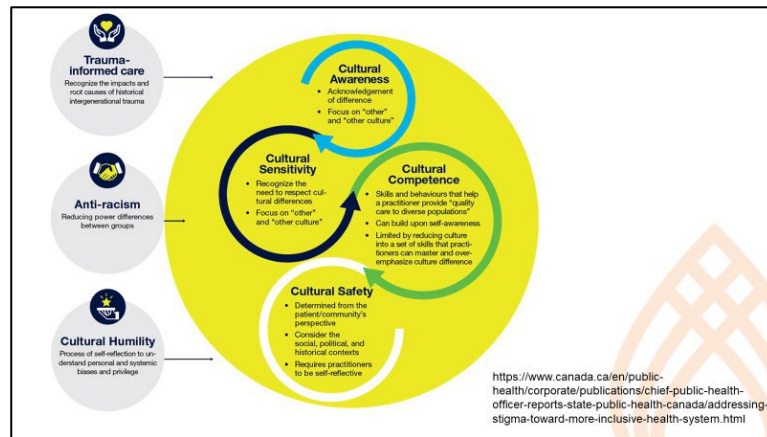 Trauma-
informed care
Recognize the impacts and
root causes of historical
intergenerational trauma
Anti-racism
Reducing power differences
between groups
Cultural Humility
Process of self-reflection to un-
derstand personal and systemic
biases and privilege
Cultural
Awareness
• Acknowledgement
of difference
• Focus on “other”
and “other culture”
Cultural
Sensitivity
• Recognize the
need to respect cul-
tural differences
• Focus on “other”
and “other culture”
Cultural
Competence
• Skills and behaviours that help
a practitioner provide “quality
care to diverse populations”
• Can build upon self-awareness
• Limited by reducing culture
into a set of skills that practi-
tioners can master and over-
emphasize culture difference
Cultural Safety
• Determined from the
patient/community’s
perspective
• Consider the
social, political, and
historical contexts
• Requires practitioners
to be self-reflective
https://www.canada.ca/en/public-
health/corporate/publications/chief-public-health-
officer-reports-state-public-health-canada/addressing-
stigma-toward-more-inclusive-health-system.html